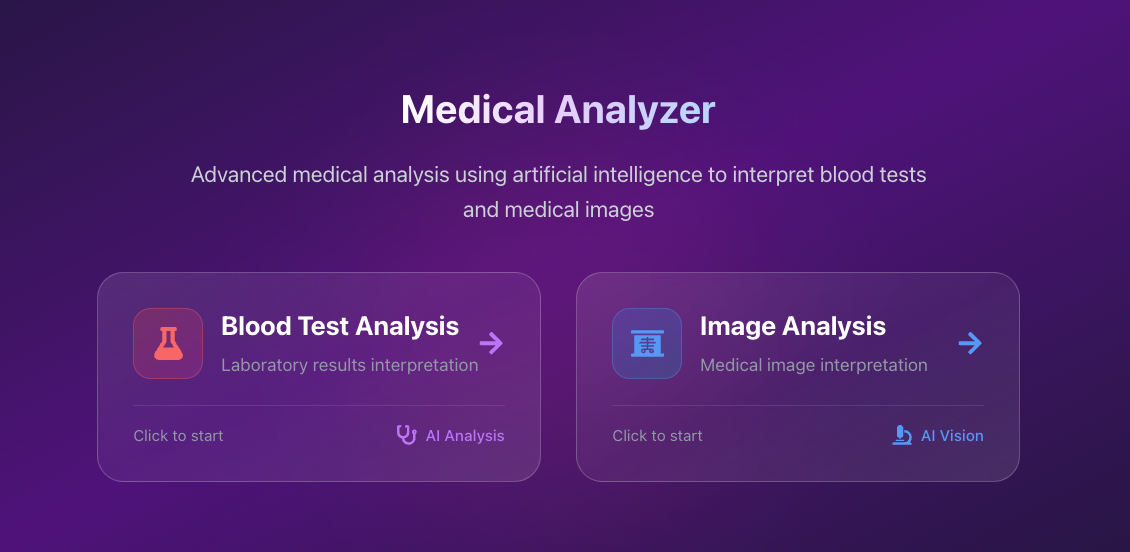 Medical Analyzer
Advanced medical analysis using artificial intelligence to interpret blood tests
and medical images
Blood Test Analysis
Laboratory results interpretation
Click to start
AI Analysis
Image Analysis
Medical image interpretation
Click to start
AI Vision